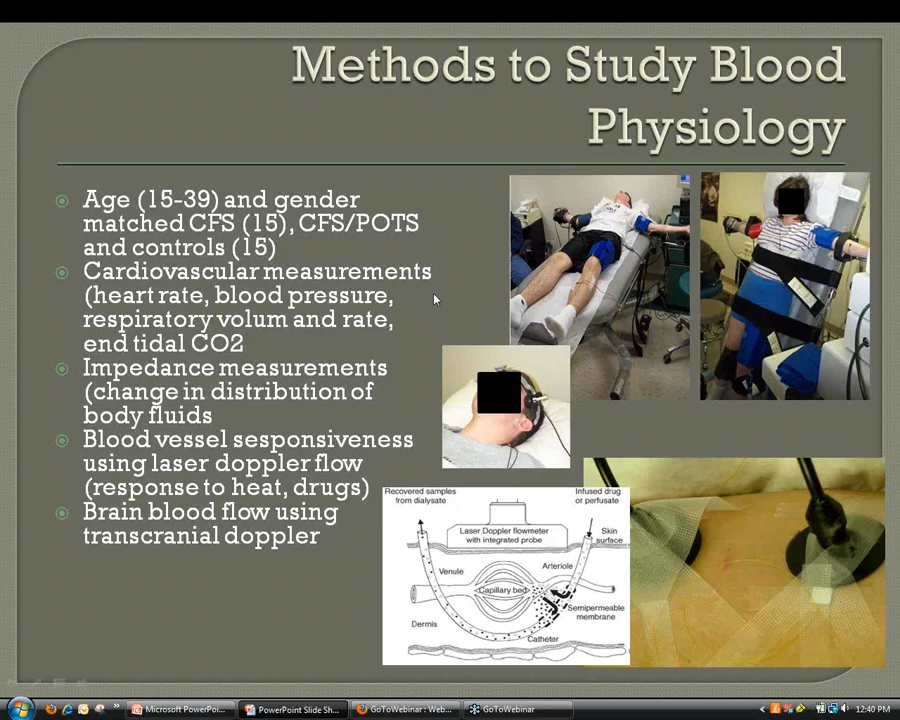 Methods to Study Blood
Physiology
Age (15-39) and gender
matched CFS (15), CFS/POTS
and controls (15)
Cardiovascular measurements
(heart rate, blood pressure,
respiratory volum and rate,
end tidal CO2
Impedance measurements
(change in distribution of
body fluids
Blood vessel sesponsiveness
using laser doppler flow
(response to heat, drugs)
Brain blood flow using
transcranial doppler
Recovered samples
from dialysate
Infused drug
or perfusate
Laser Doppler flowmeter
with integrated probe
Skin
surface
Venule
Arteriole
Capillary bed
Semipermeable
membrane
Dermis
Catheter
Microsoft PowerPoi...
PowerPoint Slide Sh...
GoToWebinar : Web...
GoToWebinar
12:40 PM